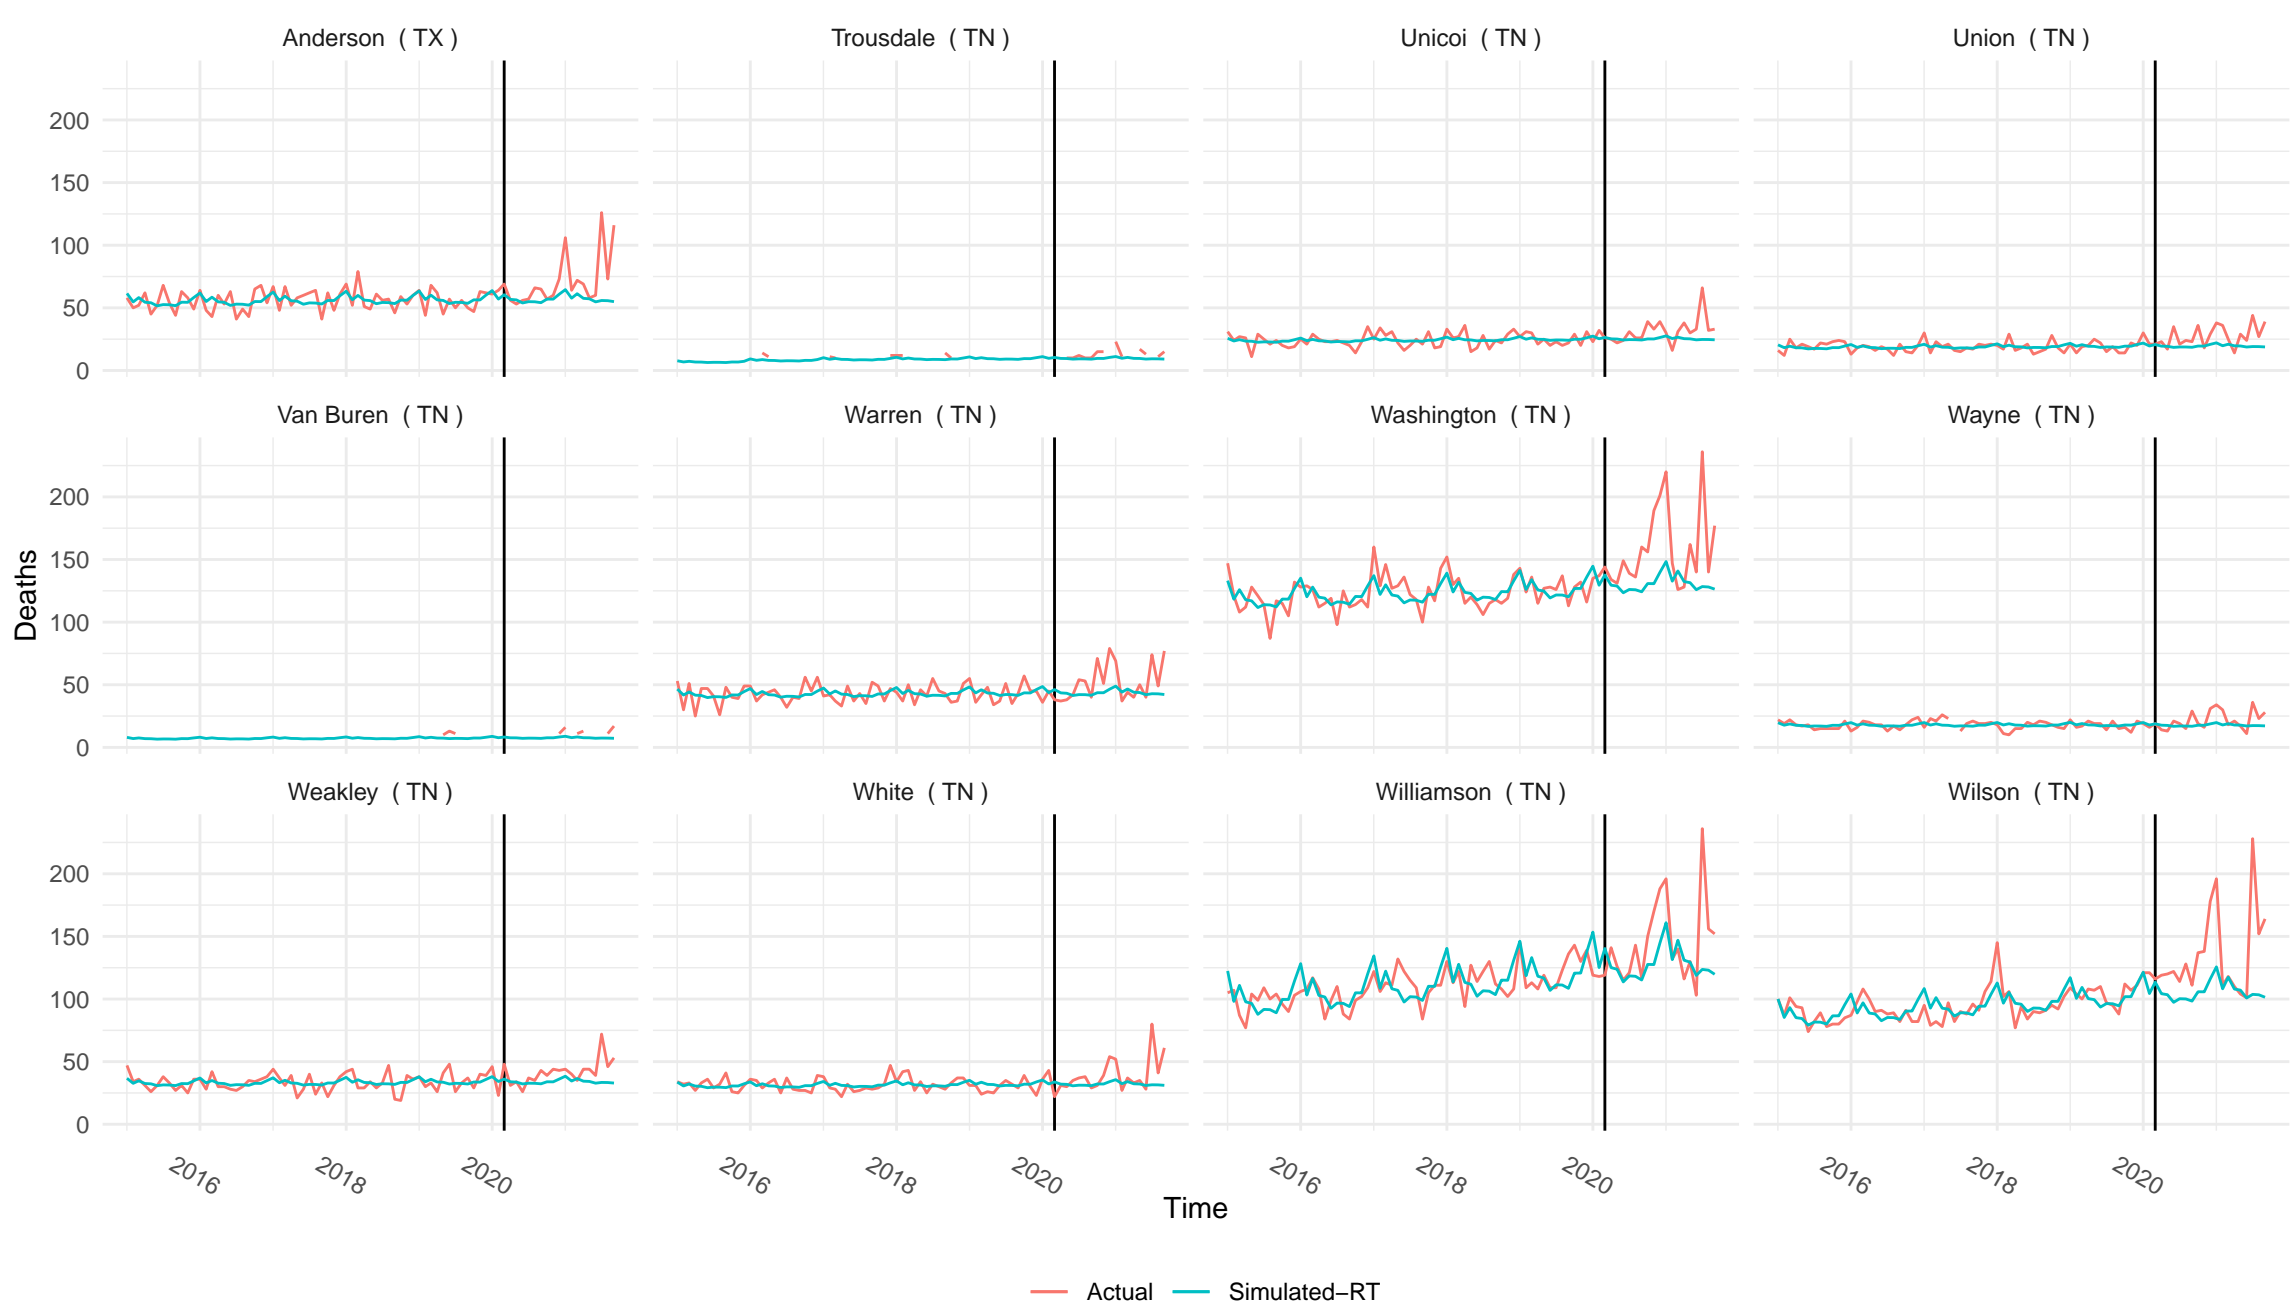 Anderson ( TX ) Trousdale ( TN ) Unicoi ( TN ) Union ( TN )
200
150
100
50
0
Van Buren ( TN ) Warren ( TN ) Washington ( TN ) Wayne ( TN )
200
150
100
50
0
Deaths
Weakley ( TN ) White ( TN ) Williamson ( TN ) Wilson ( TN )
200
150
100
50
0
2016 2018 2020 2016 2018 2020 2016 2018 2020 2016 2018 2020
Time
Actual Simulated−RT